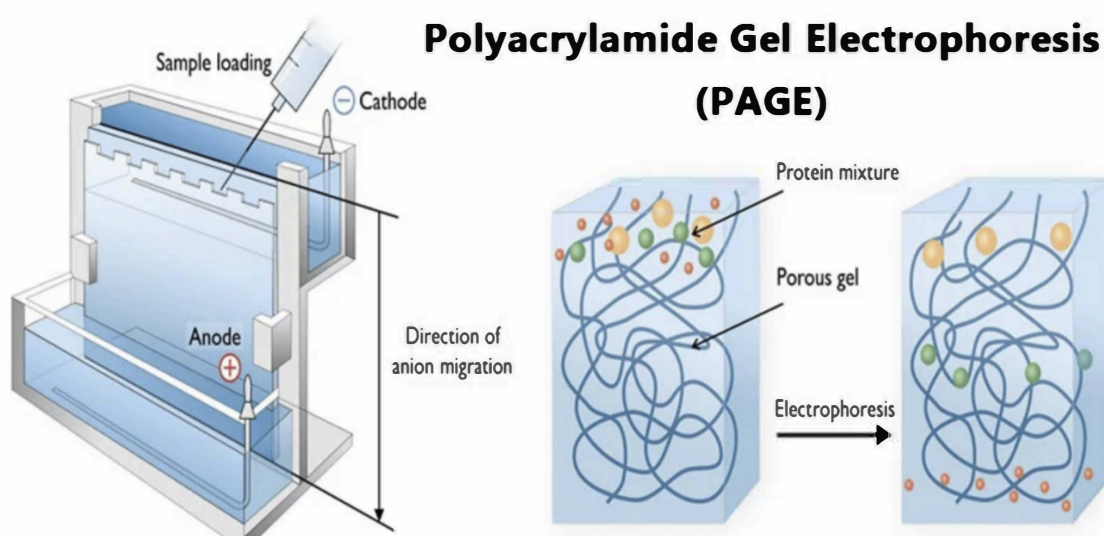 Polyacrylamide Gel Electrophoresis
(PAGE)
Sample loading
− Cathode
Anode
+
Direction of
anion migration
Protein mixture
Porous gel
Electrophoresis